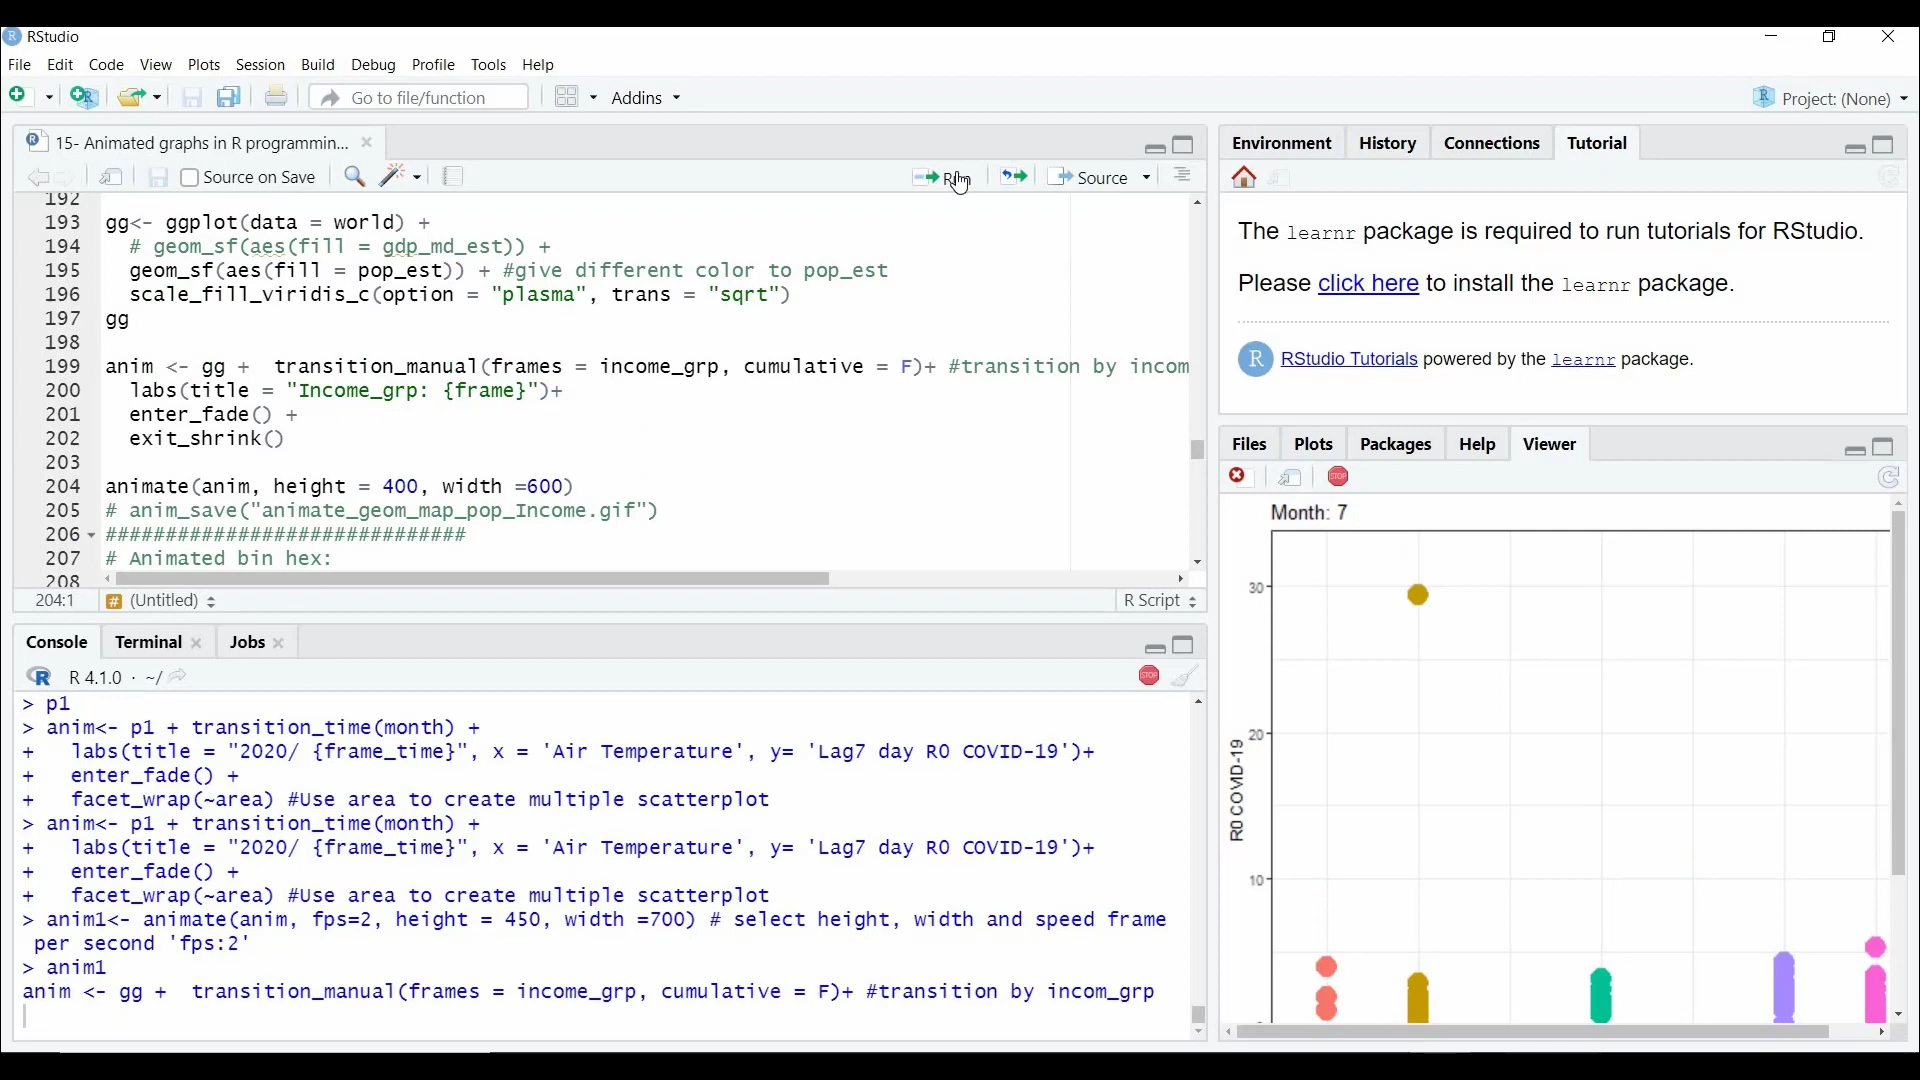 RStudio
File Edit Code View Plots Session Build Debug Profile Tools Help
Go to file/function Addins Project: (None)
15- Animated graphs in R programmin...
Source on Save Run Source
192
193 gg<- ggplot(data = world) +
194 # geom_sf(aes(fill = gdp_md_est)) +
195 geom_sf(aes(fill = pop_est)) + #give different color to pop_est
196 scale_fill_viridis_c(option = "plasma", trans = "sqrt")
197 gg
198
199 anim <- gg + transition_manual(frames = income_grp, cumulative = F)+ #transition by incom
200 labs(title = "Income_grp: {frame}")+
201 enter_fade() +
202 exit_shrink()
203
204 animate(anim, height = 400, width =600)
205 # anim_save("animate_geom_map_pop_Income.gif")
206 ##############################
207 # Animated bin hex:
208
204:1 # (Untitled) R Script
Console Terminal Jobs
R R 4.1.0 · ~/ STOP
> p1
> anim<- p1 + transition_time(month) +
+ labs(title = "2020/ {frame_time}", x = 'Air Temperature', y= 'Lag7 day R0 COVID-19')+
+ enter_fade() +
+ facet_wrap(~area) #Use area to create multiple scatterplot
> anim<- p1 + transition_time(month) +
+ labs(title = "2020/ {frame_time}", x = 'Air Temperature', y= 'Lag7 day R0 COVID-19')+
+ enter_fade() +
+ facet_wrap(~area) #Use area to create multiple scatterplot
> anim1<- animate(anim, fps=2, height = 450, width =700) # select height, width and speed frame
per second 'fps:2'
> anim1
anim <- gg + transition_manual(frames = income_grp, cumulative = F)+ #transition by incom_grp
Environment History Connections Tutorial
The learnr package is required to run tutorials for RStudio.
Please click here to install the learnr package.
R RStudio Tutorials powered by the learnr package.
Files Plots Packages Help Viewer
STOP
Month: 7
30
20
10
R0 COVID-19